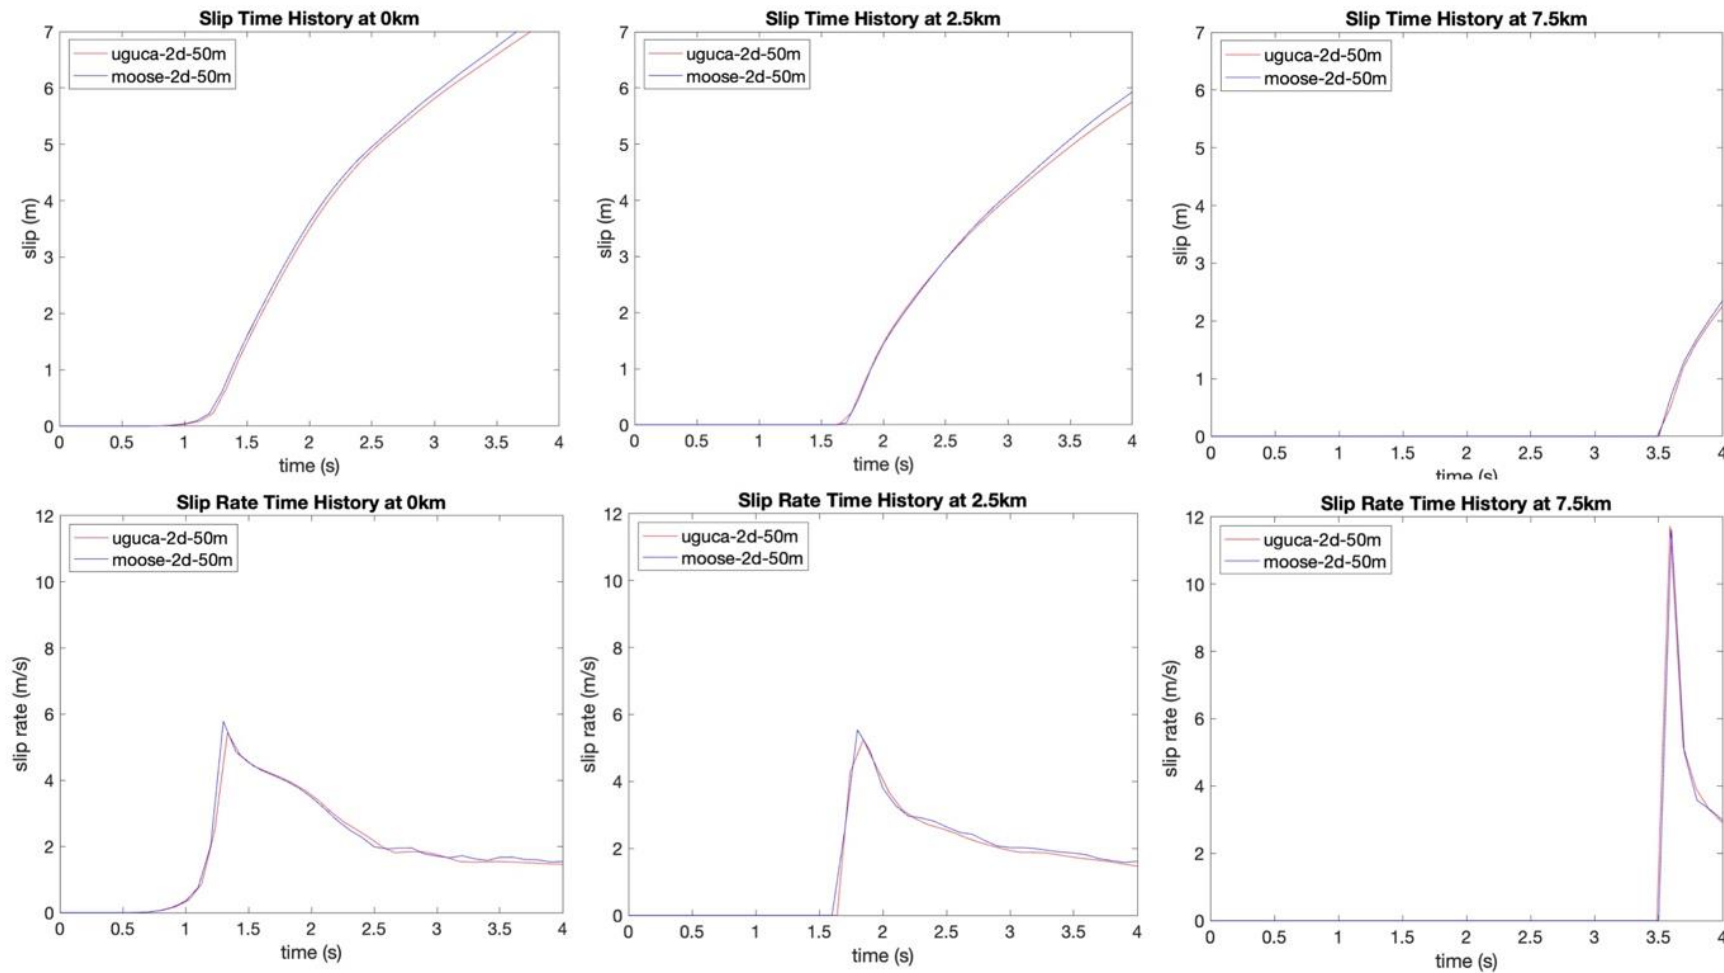 Slip Time History at 0km
7
6
5
4
3
2
1
0
slip (m)
uguca-2d-50m
moose-2d-50m
0 0.5 1 1.5 2 2.5 3 3.5 4
time (s)
Slip Time History at 2.5km
7
6
5
4
3
2
1
0
slip (m)
uguca-2d-50m
moose-2d-50m
0 0.5 1 1.5 2 2.5 3 3.5 4
time (s)
Slip Time History at 7.5km
7
6
5
4
3
2
1
0
slip (m)
uguca-2d-50m
moose-2d-50m
0 0.5 1 1.5 2 2.5 3 3.5 4
time (s)
Slip Rate Time History at 0km
12
10
8
6
4
2
0
slip rate (m/s)
uguca-2d-50m
moose-2d-50m
0 0.5 1 1.5 2 2.5 3 3.5 4
time (s)
Slip Rate Time History at 2.5km
12
10
8
6
4
2
0
slip rate (m/s)
uguca-2d-50m
moose-2d-50m
0 0.5 1 1.5 2 2.5 3 3.5 4
time (s)
Slip Rate Time History at 7.5km
12
10
8
6
4
2
0
slip rate (m/s)
uguca-2d-50m
moose-2d-50m
0 0.5 1 1.5 2 2.5 3 3.5 4
time (s)